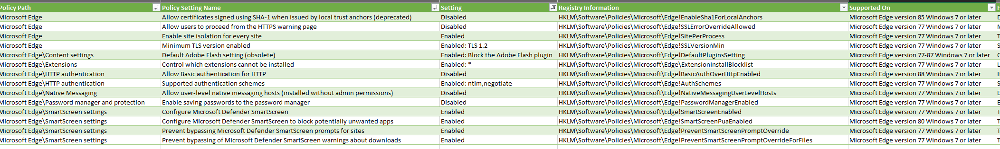 Policy Path Policy Setting Name Setting Registry Information Supported On H
Microsoft Edge Allow certificates signed using SHA-1 when issued by local trust anchors (deprecated) Disabled HKLM\Software\Policies\Microsoft\Edge!EnableSha1ForLocalAnchors Microsoft Edge version 85 Windows 7 or later D
Microsoft Edge Allow users to proceed from the HTTPS warning page Disabled HKLM\Software\Policies\Microsoft\Edge!SSLErrorOverrideAllowed Microsoft Edge version 77 Windows 7 or later M
Microsoft Edge Enable site isolation for every site Enabled HKLM\Software\Policies\Microsoft\Edge!SitePerProcess Microsoft Edge version 77 Windows 7 or later T
Microsoft Edge Minimum TLS version enabled Enabled: TLS 1.2 HKLM\Software\Policies\Microsoft\Edge!SSLVersionMin Microsoft Edge version 77 Windows 7 or later S
Microsoft Edge\Content settings Default Adobe Flash setting (obsolete) Enabled: Block the Adobe Flash plugin HKLM\Software\Policies\Microsoft\Edge!DefaultPluginsSetting Microsoft Edge version 77-87 Windows 7 or later
Microsoft Edge\Extensions Control which extensions cannot be installed Enabled: * HKLM\Software\Policies\Microsoft\Edge\ExtensionInstallBlocklist Microsoft Edge version 77 Windows 7 or later L
Microsoft Edge\HTTP authentication Allow Basic authentication for HTTP Disabled HKLM\Software\Policies\Microsoft\Edge!BasicAuthOverHttpEnabled Microsoft Edge version 88 Windows 7 or later If
Microsoft Edge\HTTP authentication Supported authentication schemes Enabled: ntlm,negotiate HKLM\Software\Policies\Microsoft\Edge!AuthSchemes Microsoft Edge version 77 Windows 7 or later S
Microsoft Edge\Native Messaging Allow user-level native messaging hosts (installed without admin permissions) Disabled HKLM\Software\Policies\Microsoft\Edge!NativeMessagingUserLevelHosts Microsoft Edge version 77 Windows 7 or later E
Microsoft Edge\Password manager and protection Enable saving passwords to the password manager Disabled HKLM\Software\Policies\Microsoft\Edge!PasswordManagerEnabled Microsoft Edge version 77 Windows 7 or later E
Microsoft Edge\SmartScreen settings Configure Microsoft Defender SmartScreen Enabled HKLM\Software\Policies\Microsoft\Edge!SmartScreenEnabled Microsoft Edge version 77 Windows 7 or later T
Microsoft Edge\SmartScreen settings Configure Microsoft Defender SmartScreen to block potentially unwanted apps Enabled HKLM\Software\Policies\Microsoft\Edge!SmartScreenPuaEnabled Microsoft Edge version 80 Windows 7 or later T
Microsoft Edge\SmartScreen settings Prevent bypassing Microsoft Defender SmartScreen prompts for sites Enabled HKLM\Software\Policies\Microsoft\Edge!PreventSmartScreenPromptOverride Microsoft Edge version 77 Windows 7 or later T
Microsoft Edge\SmartScreen settings Prevent bypassing of Microsoft Defender SmartScreen warnings about downloads Enabled HKLM\Software\Policies\Microsoft\Edge!PreventSmartScreenPromptOverrideForFiles Microsoft Edge version 77 Windows 7 or later T